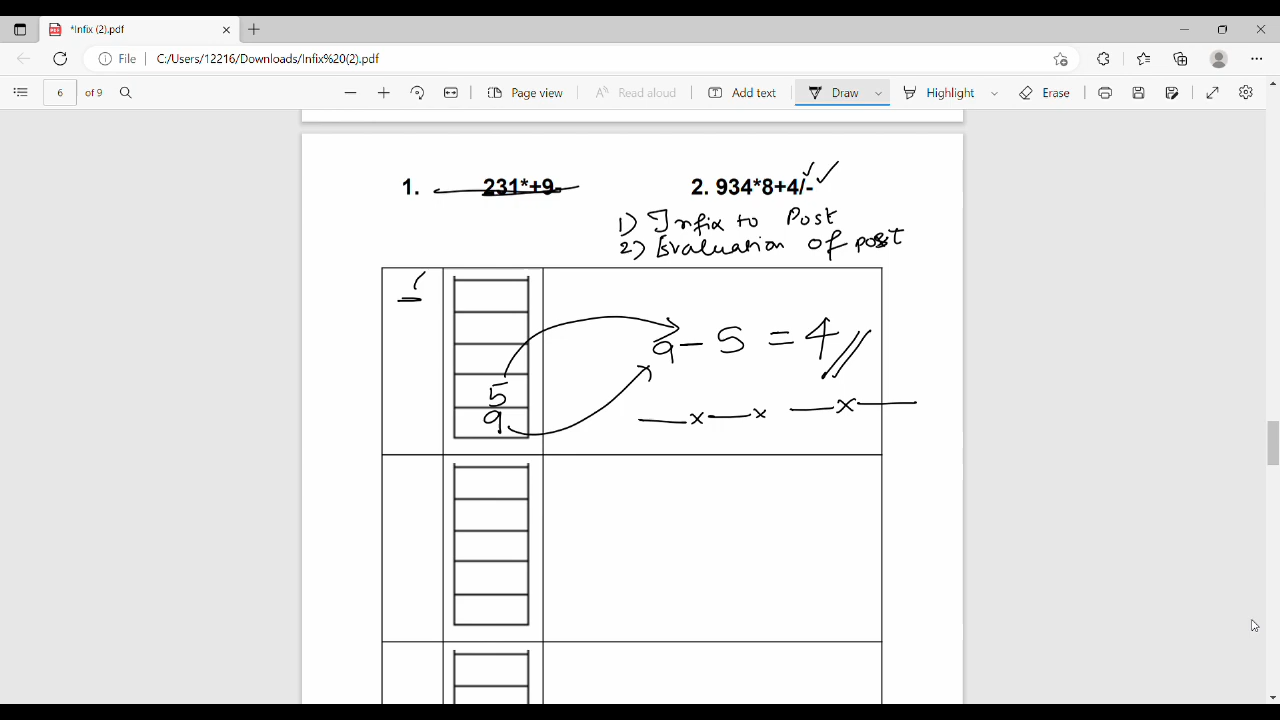 *Infix (2).pdf
File
C:/Users/12216/Downloads/Infix%20(2).pdf
6 of 9
Page view
Read aloud
Add text
Draw
Highlight
Erase
1. 231*+9- 2. 934*8+4/-
1) Infix to Post
2) Evaluation of post
9 - 5 = 4
5
9